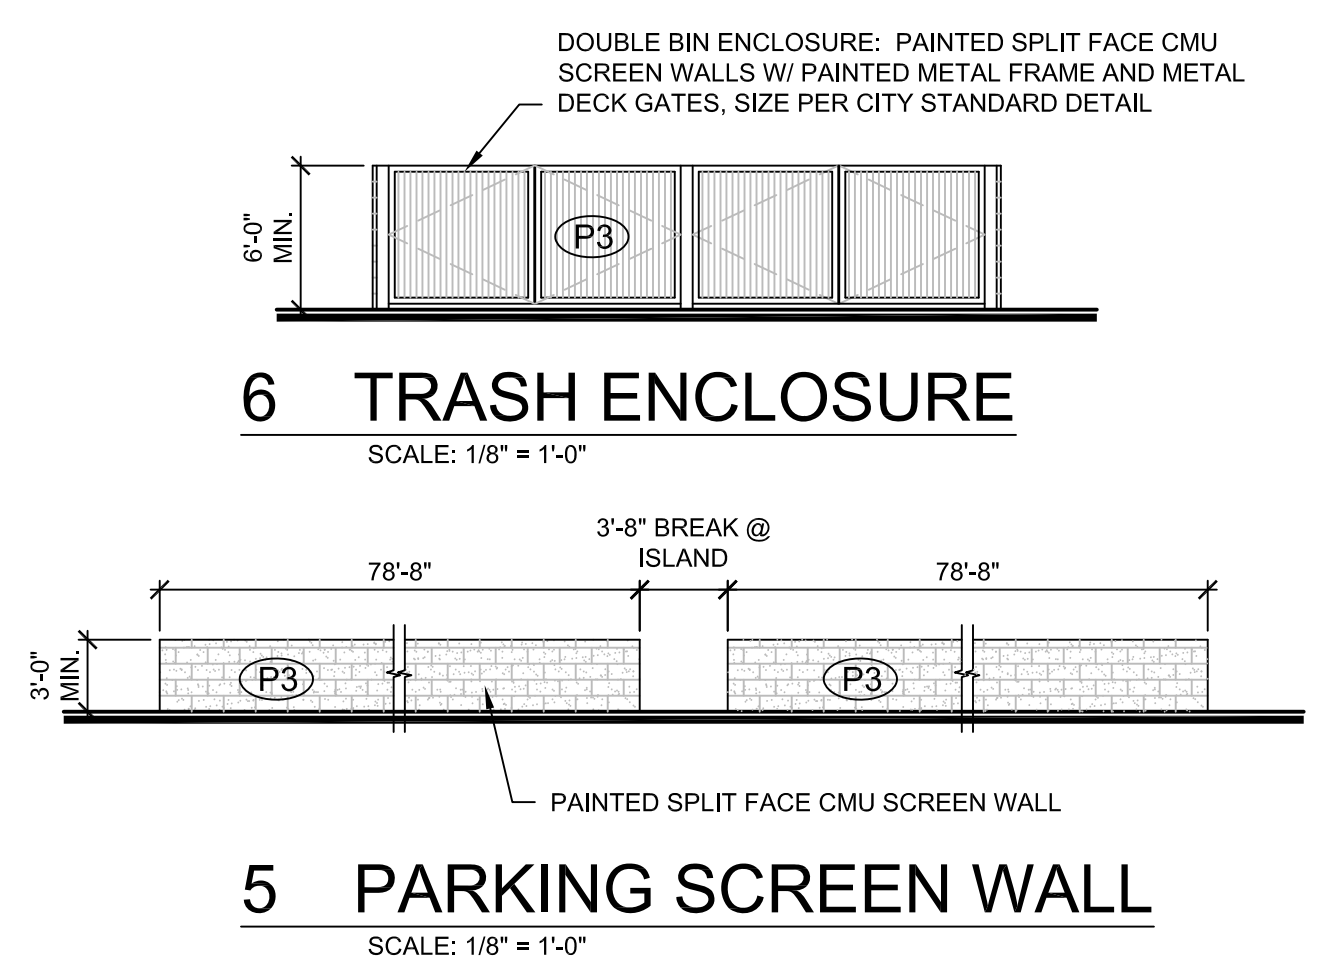 DOUBLE BIN ENCLOSURE: PAINTED SPLIT FACE CMU
SCREEN WALLS W/ PAINTED METAL FRAME AND METAL
DECK GATES, SIZE PER CITY STANDARD DETAIL
6'-0"
MIN.
P3
6 TRASH ENCLOSURE
SCALE: 1/8" = 1'-0"
3'-8" BREAK @
ISLAND
78'-8"
78'-8"
3'-0"
MIN.
P3
P3
PAINTED SPLIT FACE CMU SCREEN WALL
5 PARKING SCREEN WALL
SCALE: 1/8" = 1'-0"